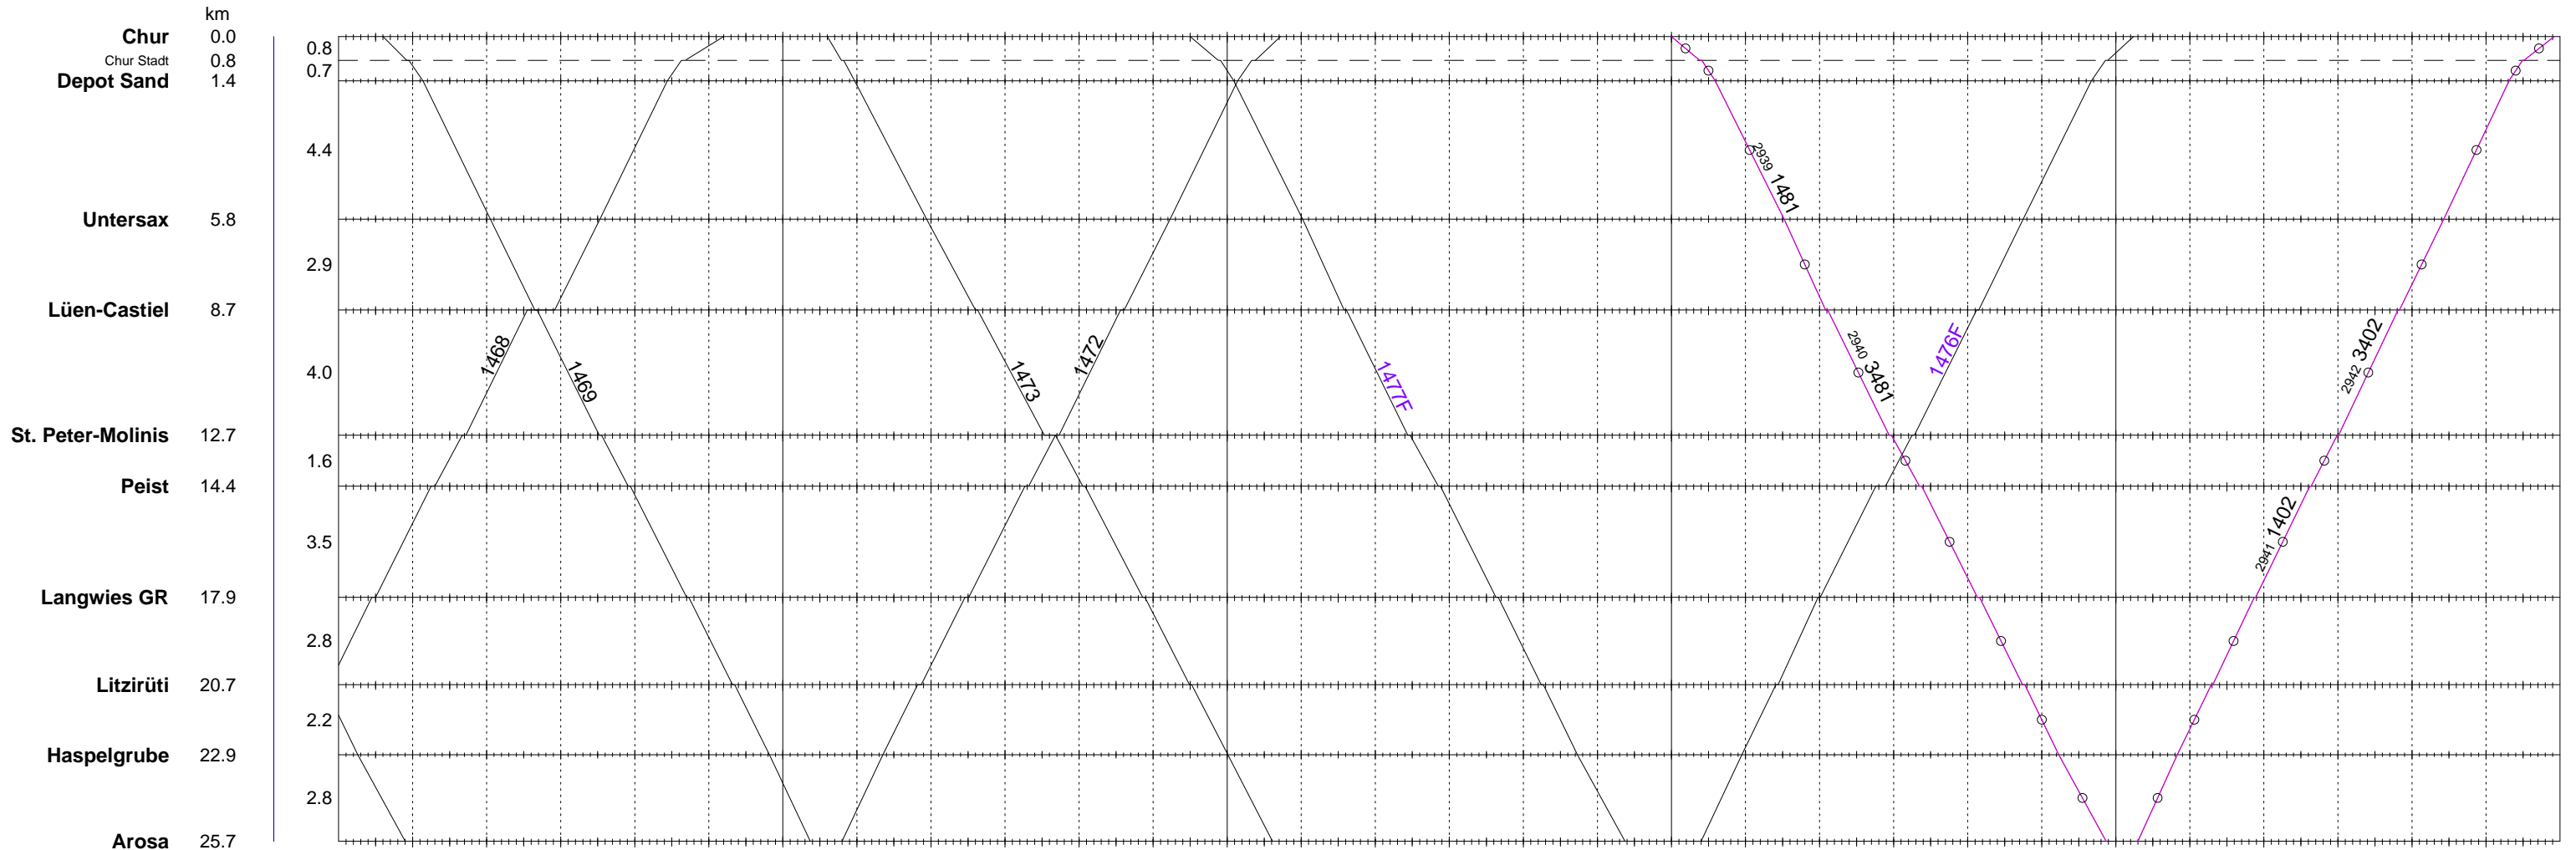 km
Chur 0.0
0.8
Chur Stadt 0.8
0.7
Depot Sand 1.4
4.4
2939 1481
Untersax 5.8
2.9
Lüen-Castiel 8.7
1468
1469
1473
1472
1477F
2940 3481
1476F
2942 3402
4.0
St. Peter-Molinis 12.7
1.6
Peist 14.4
2941 1402
3.5
Langwies GR 17.9
2.8
Litzirüti 20.7
2.2
Haspelgrube 22.9
2.8
Arosa 25.7